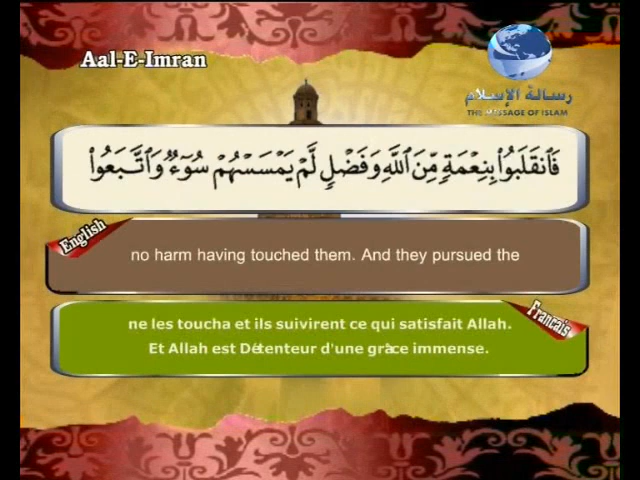 Aal-E-Imran
رسالة الإسلام
THE MESSAGE OF ISLAM
فَٱنقَلَبُوا۟ بِنِعْمَةٍ مِّنَ ٱللَّهِ وَفَضْلٍ لَّمْ يَمْسَسْهُمْ سُوٓءٌ وَٱتَّبَعُوا۟
English
no harm having touched them. And they pursued the
Francais
ne les toucha et ils suivirent ce qui satisfait Allah.
Et Allah est Détenteur d'une grâce immense.